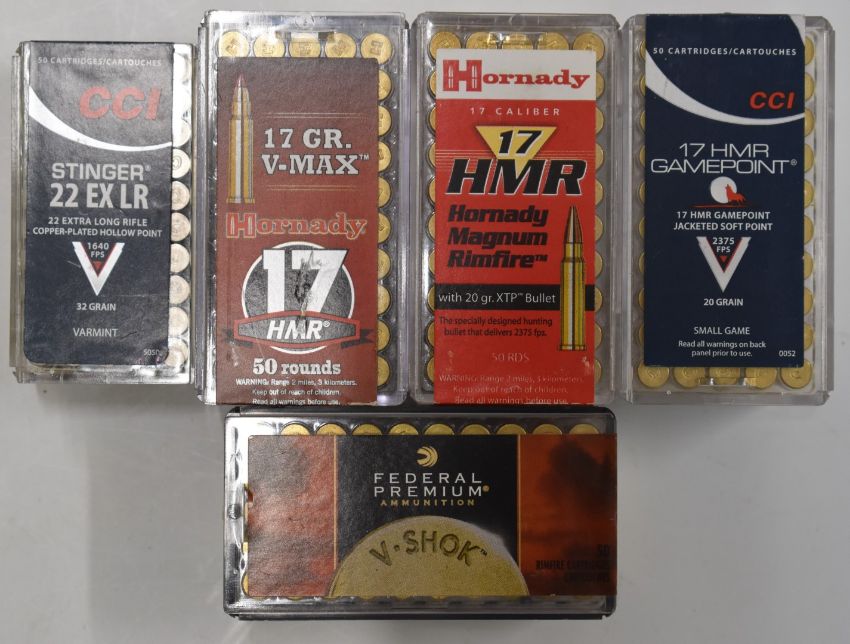 50 CARTRIDGES/CARTOUCHES
CCI
STINGER®
22 EX LR
22 EXTRA LONG RIFLE
COPPER-PLATED HOLLOW POINT
1640
FPS
32 GRAIN
VARMINT
17 GR.
V-MAX™
Hornady
17
HMR®
50 rounds
WARNING: Range 2 miles, 3 kilometers.
Keep out of reach of children.
Read all warnings before use.
Hornady
17 CALIBER
17
HMR
Hornady
Magnum
Rimfire™
with 20 gr. XTP™ Bullet
The specially designed hunting
bullet that delivers 2375 fps.
50 RDS
WARNING: Range 2 miles, 3 kilometers.
Keep out of reach of children.
Read all warnings before use.
50 CARTRIDGES/CARTOUCHES
CCI
17 HMR
GAMEPOINT®
17 HMR GAMEPOINT
JACKETED SOFT POINT
2375
FPS
20 GRAIN
SMALL GAME
Read all warnings on back
panel prior to use.
0052
FEDERAL
PREMIUM®
AMMUNITION
V-SHOK™
50
RIMFIRE CARTRIDGES
CARTOUCHES